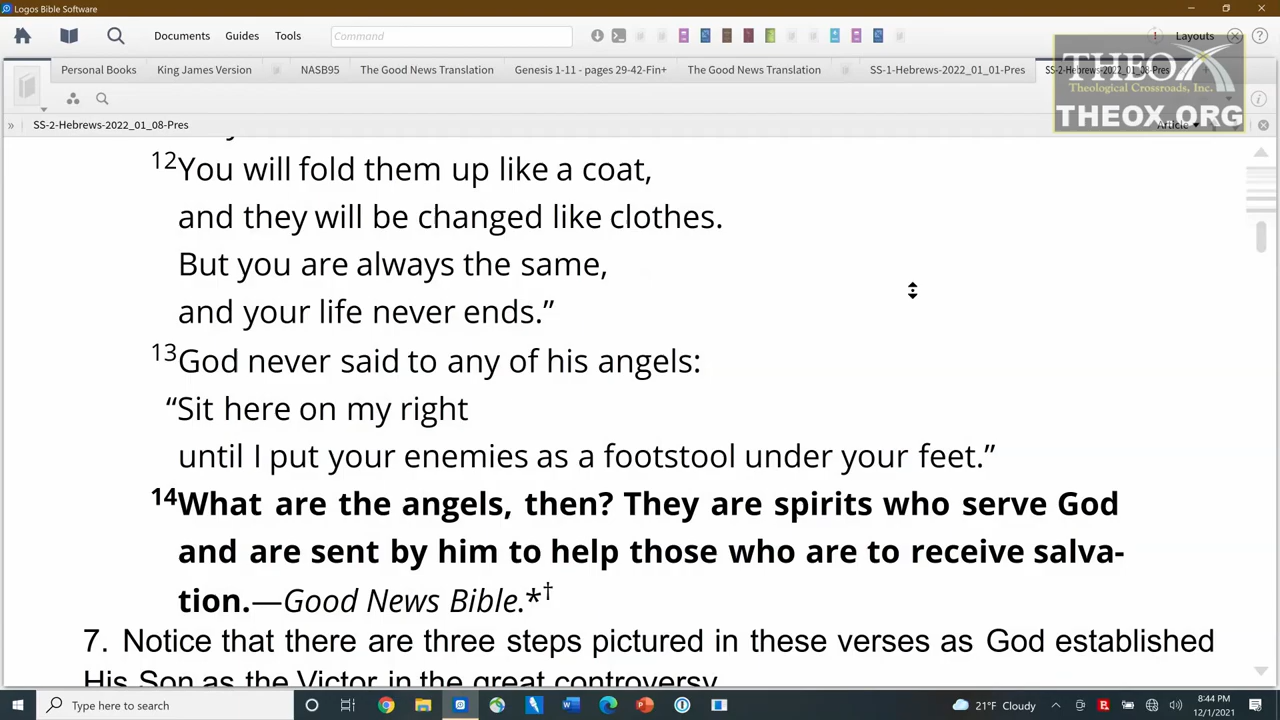 Logos Bible Software
Documents Guides Tools Command Layouts
Personal Books King James Version NASB95 Genesis 1-11 - pages 29-42-Fin+ The Good News Translation SS-1-Hebrews-2022_01_01-Pres SS-2-Hebrews-2022_01_08-Pres
THEOX
Theological Crossroads, Inc.
THEOX.ORG
SS-2-Hebrews-2022_01_08-Pres Article
12You will fold them up like a coat,
and they will be changed like clothes.
But you are always the same,
and your life never ends.”
13God never said to any of his angels:
“Sit here on my right
until I put your enemies as a footstool under your feet.”
14What are the angels, then? They are spirits who serve God
and are sent by him to help those who are to receive salva-
tion.—Good News Bible.*†
7. Notice that there are three steps pictured in these verses as God established
His Son as the Victor in the great controversy
Type here to search 21°F Cloudy 8:44 PM
12/1/2021